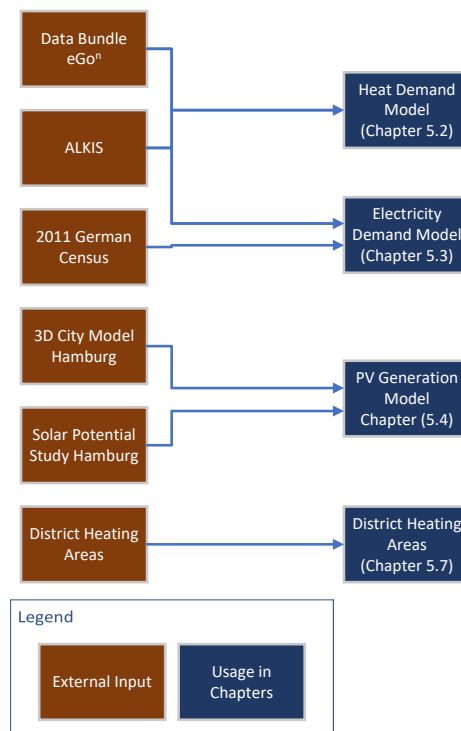 Data Bundle
eGoⁿ
Heat Demand
Model
(Chapter 5.2)
ALKIS
2011 German
Census
Electricity
Demand Model
(Chapter 5.3)
3D City Model
Hamburg
PV Generation
Model
Chapter (5.4)
Solar Potential
Study Hamburg
District Heating
Areas
District Heating
Areas
(Chapter 5.7)
Legend
External Input
Usage in
Chapters